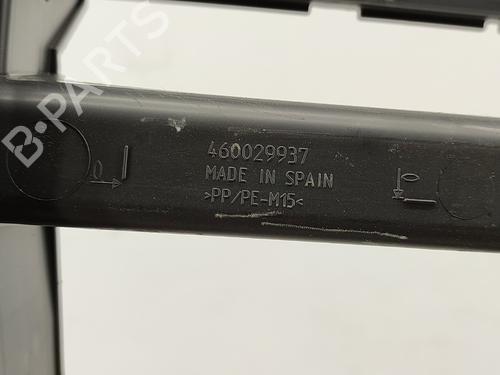 B-PARTS
460029937
MADE IN SPAIN
>PP/PE-M15<